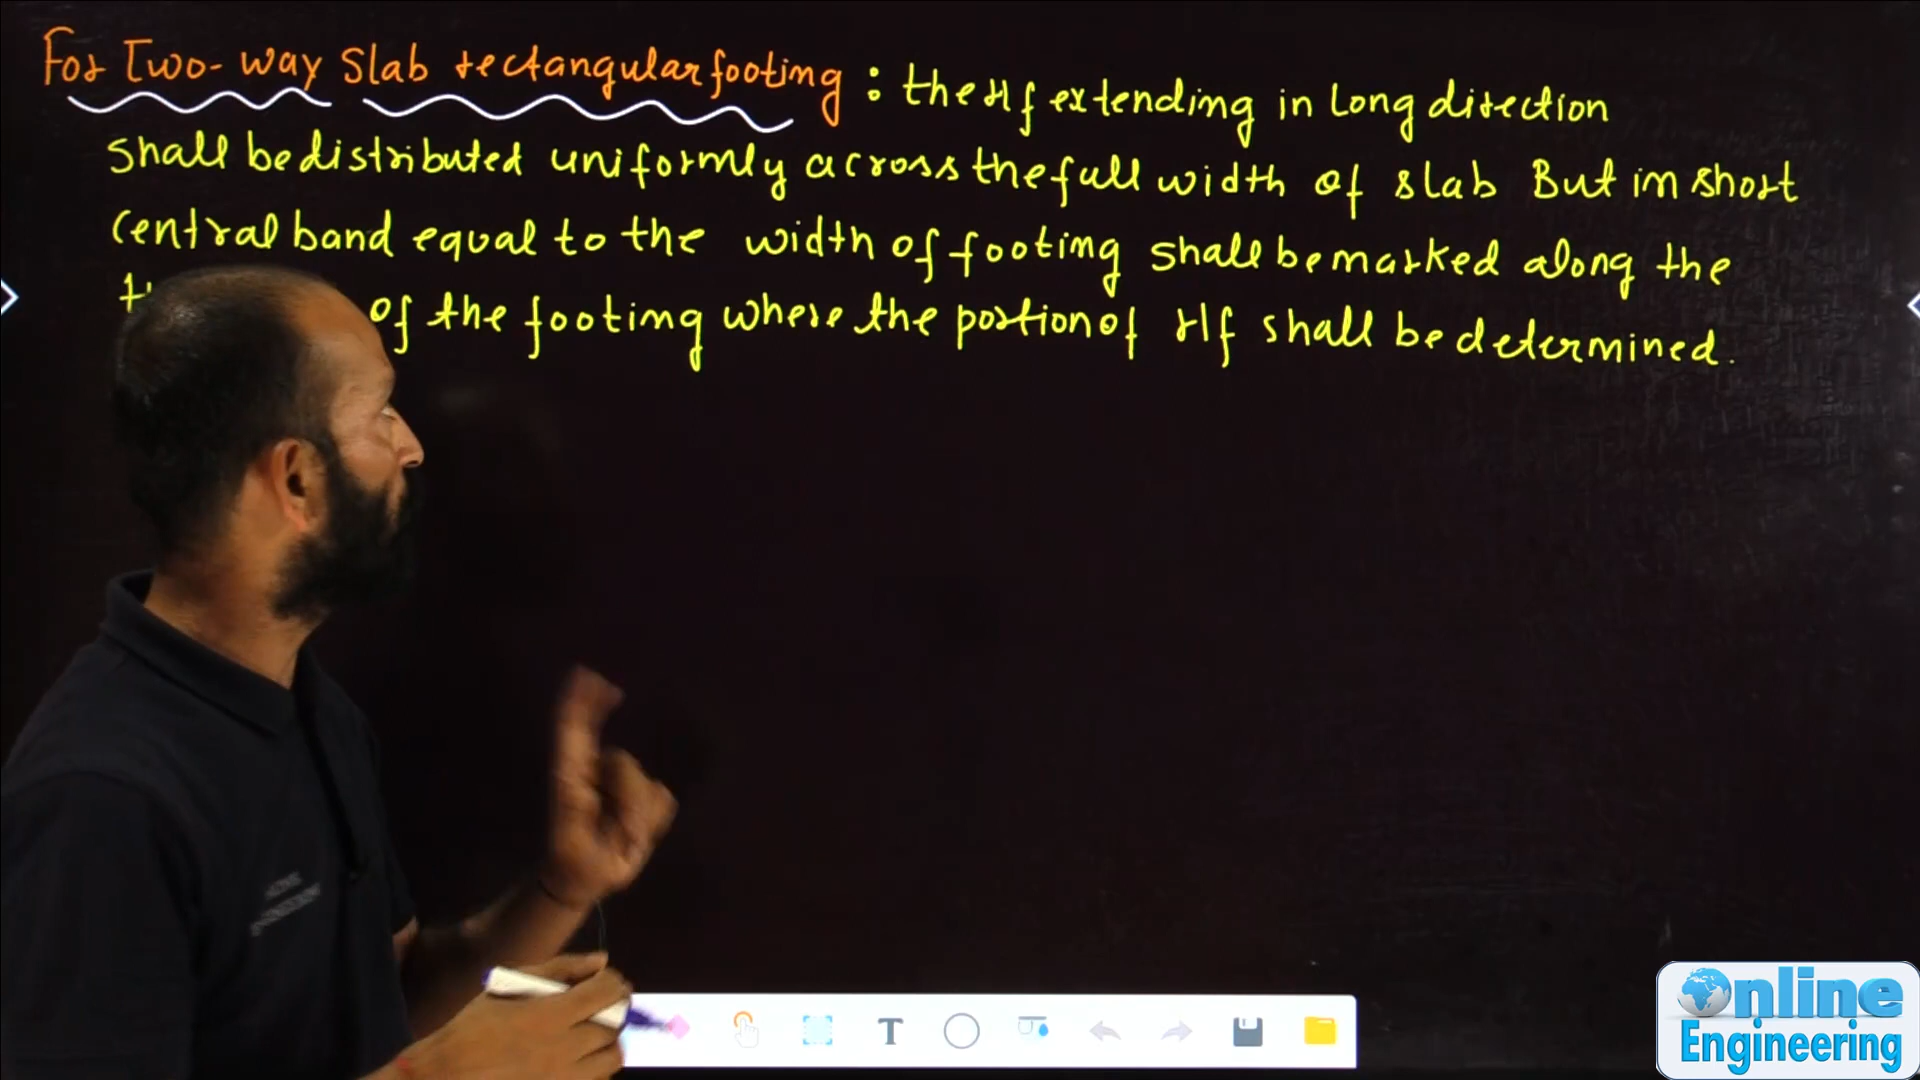 For Two-way Slab rectangular footing : the rlf extending in Long direction
shall be distributed uniformly across the full width of slab But in short
Central band equal to the width of footing shall be marked along the
of the footing where the portion of rlf shall be determined.
T
Online
Engineering